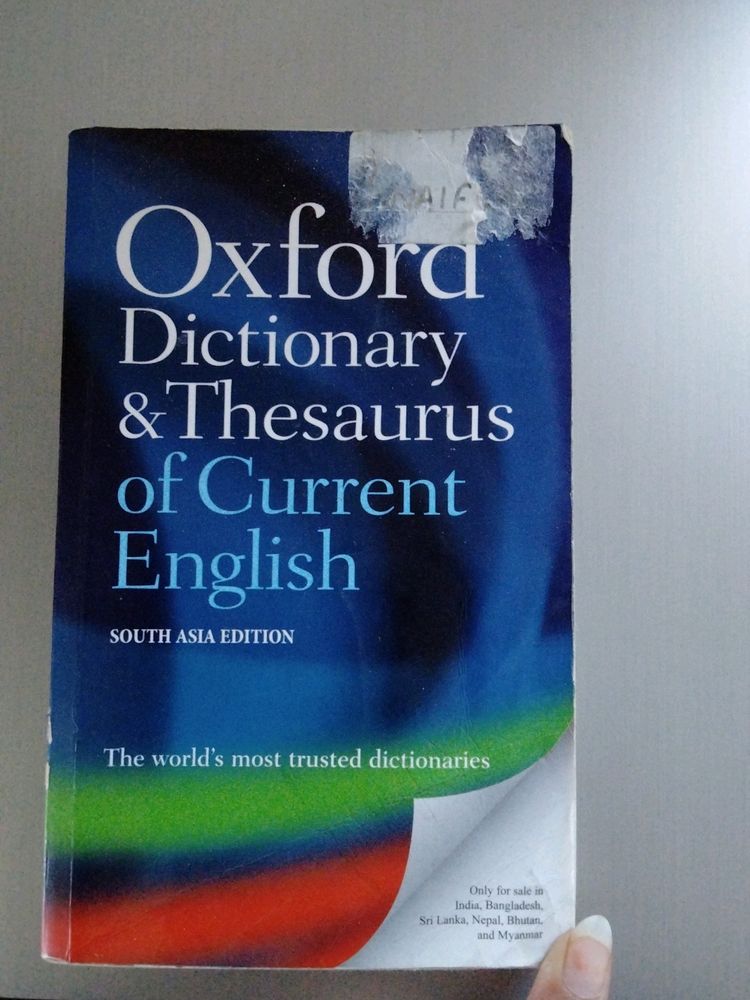 Oxford
Dictionary
& Thesaurus
of Current
English
SOUTH ASIA EDITION
The world's most trusted dictionaries
Only for sale in
India, Bangladesh,
Sri Lanka, Nepal, Bhutan,
and Myanmar